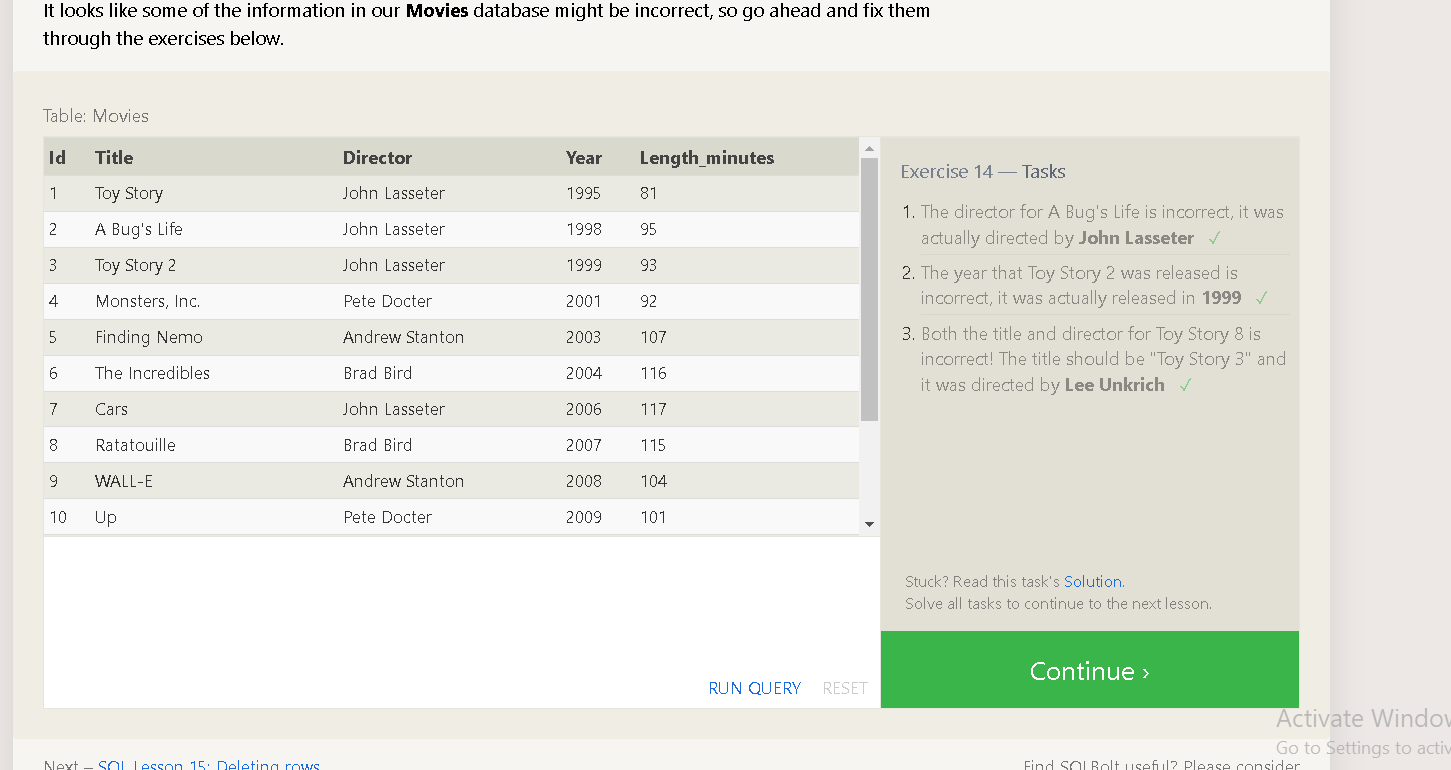 It looks like some of the information in our Movies database might be incorrect, so go ahead and fix them
through the exercises below.
Table: Movies
Id Title Director Year Length_minutes
1 Toy Story John Lasseter 1995 81
2 A Bug's Life John Lasseter 1998 95
3 Toy Story 2 John Lasseter 1999 93
4 Monsters, Inc. Pete Docter 2001 92
5 Finding Nemo Andrew Stanton 2003 107
6 The Incredibles Brad Bird 2004 116
7 Cars John Lasseter 2006 117
8 Ratatouille Brad Bird 2007 115
9 WALL-E Andrew Stanton 2008 104
10 Up Pete Docter 2009 101
RUN QUERY RESET
Exercise 14 — Tasks
1. The director for A Bug's Life is incorrect, it was
actually directed by John Lasseter ✓
2. The year that Toy Story 2 was released is
incorrect, it was actually released in 1999 ✓
3. Both the title and director for Toy Story 8 is
incorrect! The title should be "Toy Story 3" and
it was directed by Lee Unkrich ✓
Stuck? Read this task's Solution.
Solve all tasks to continue to the next lesson.
Continue ›
Activate Window
Go to Settings to activ
Next – SQL Lesson 15: Deleting rows
Find SQLBolt useful? Please consider